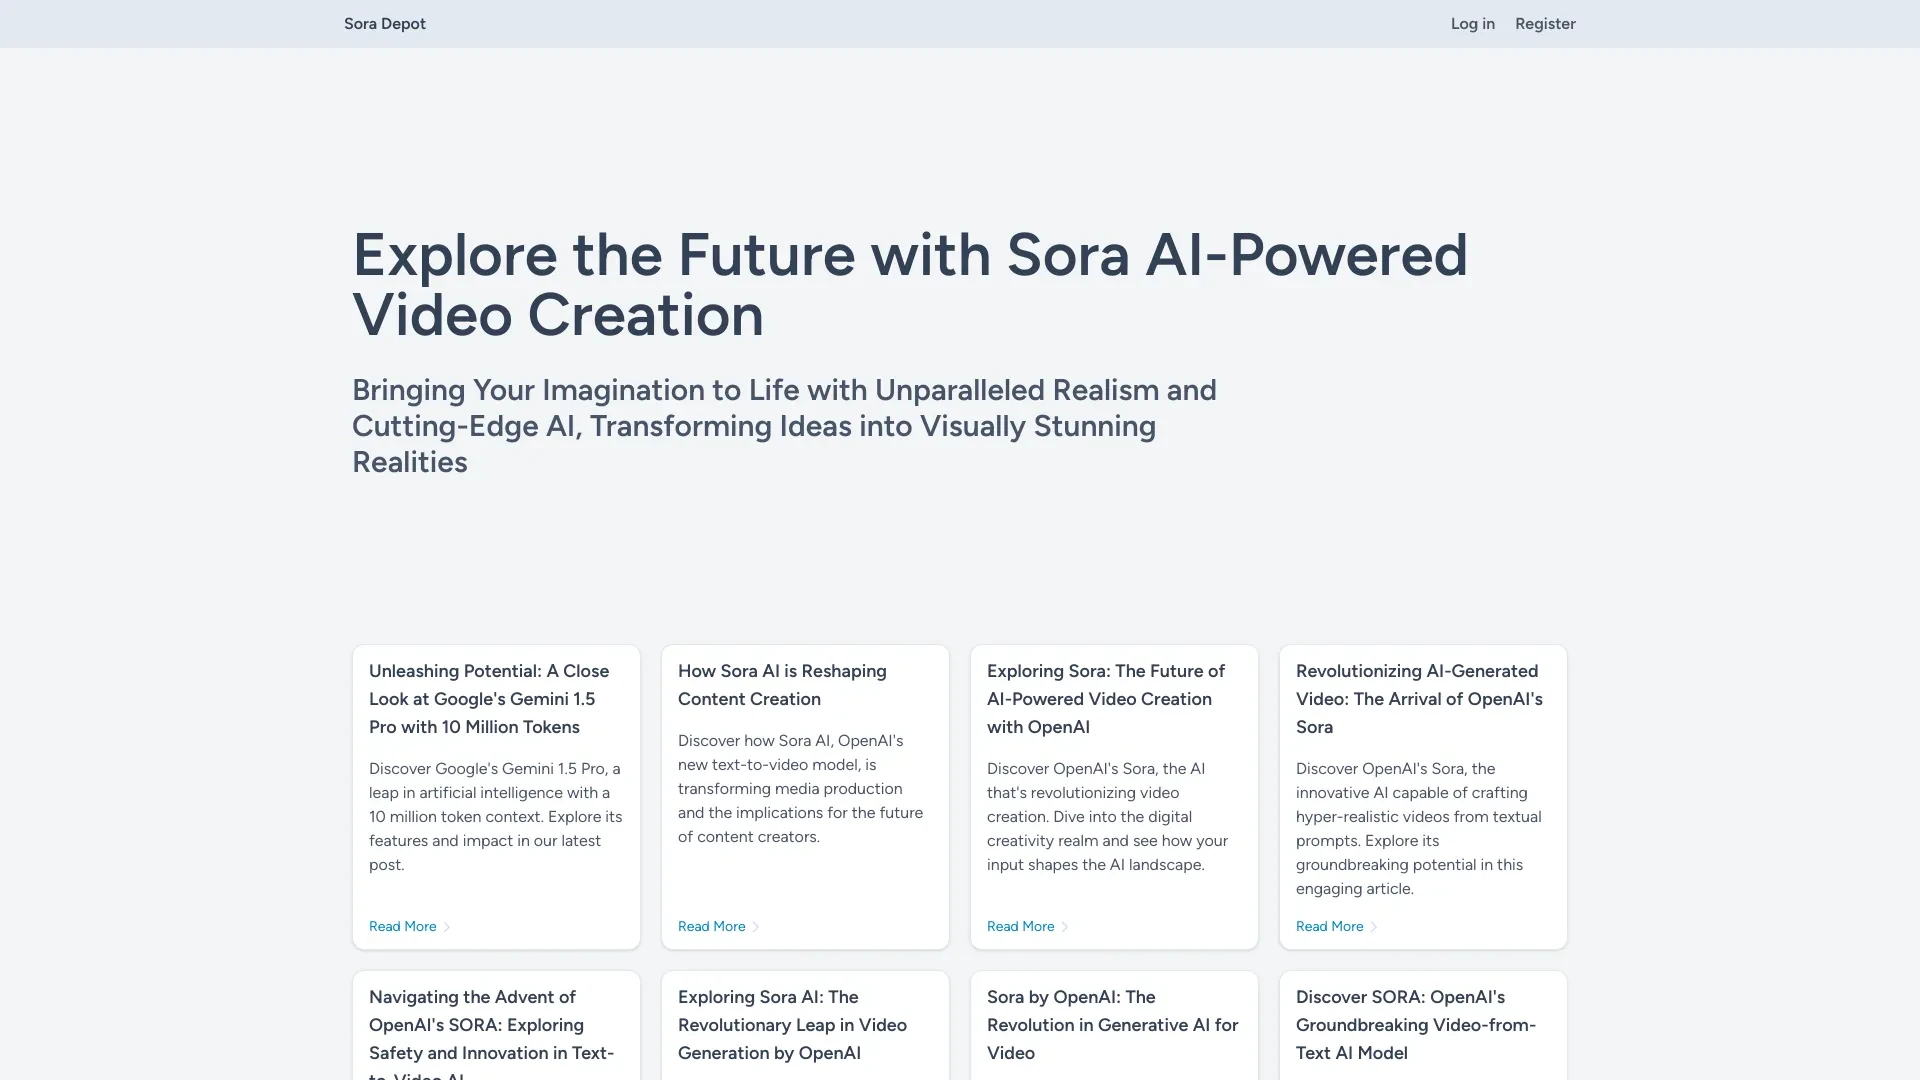 Sora Depot
Log in
Register
Explore the Future with Sora AI-Powered
Video Creation
Bringing Your Imagination to Life with Unparalleled Realism and
Cutting-Edge AI, Transforming Ideas into Visually Stunning
Realities
Unleashing Potential: A Close
Look at Google's Gemini 1.5
Pro with 10 Million Tokens
Discover Google's Gemini 1.5 Pro, a
leap in artificial intelligence with a
10 million token context. Explore its
features and impact in our latest
post.
Read More
How Sora AI is Reshaping
Content Creation
Discover how Sora AI, OpenAI's
new text-to-video model, is
transforming media production
and the implications for the future
of content creators.
Read More
Exploring Sora: The Future of
AI-Powered Video Creation
with OpenAI
Discover OpenAI's Sora, the AI
that's revolutionizing video
creation. Dive into the digital
creativity realm and see how your
input shapes the AI landscape.
Read More
Revolutionizing AI-Generated
Video: The Arrival of OpenAI's
Sora
Discover OpenAI's Sora, the
innovative AI capable of crafting
hyper-realistic videos from textual
prompts. Explore its
groundbreaking potential in this
engaging article.
Read More
Navigating the Advent of
OpenAI's SORA: Exploring
Safety and Innovation in Text-
to-Video AI
Exploring Sora AI: The
Revolutionary Leap in Video
Generation by OpenAI
Sora by OpenAI: The
Revolution in Generative AI for
Video
Discover SORA: OpenAI's
Groundbreaking Video-from-
Text AI Model